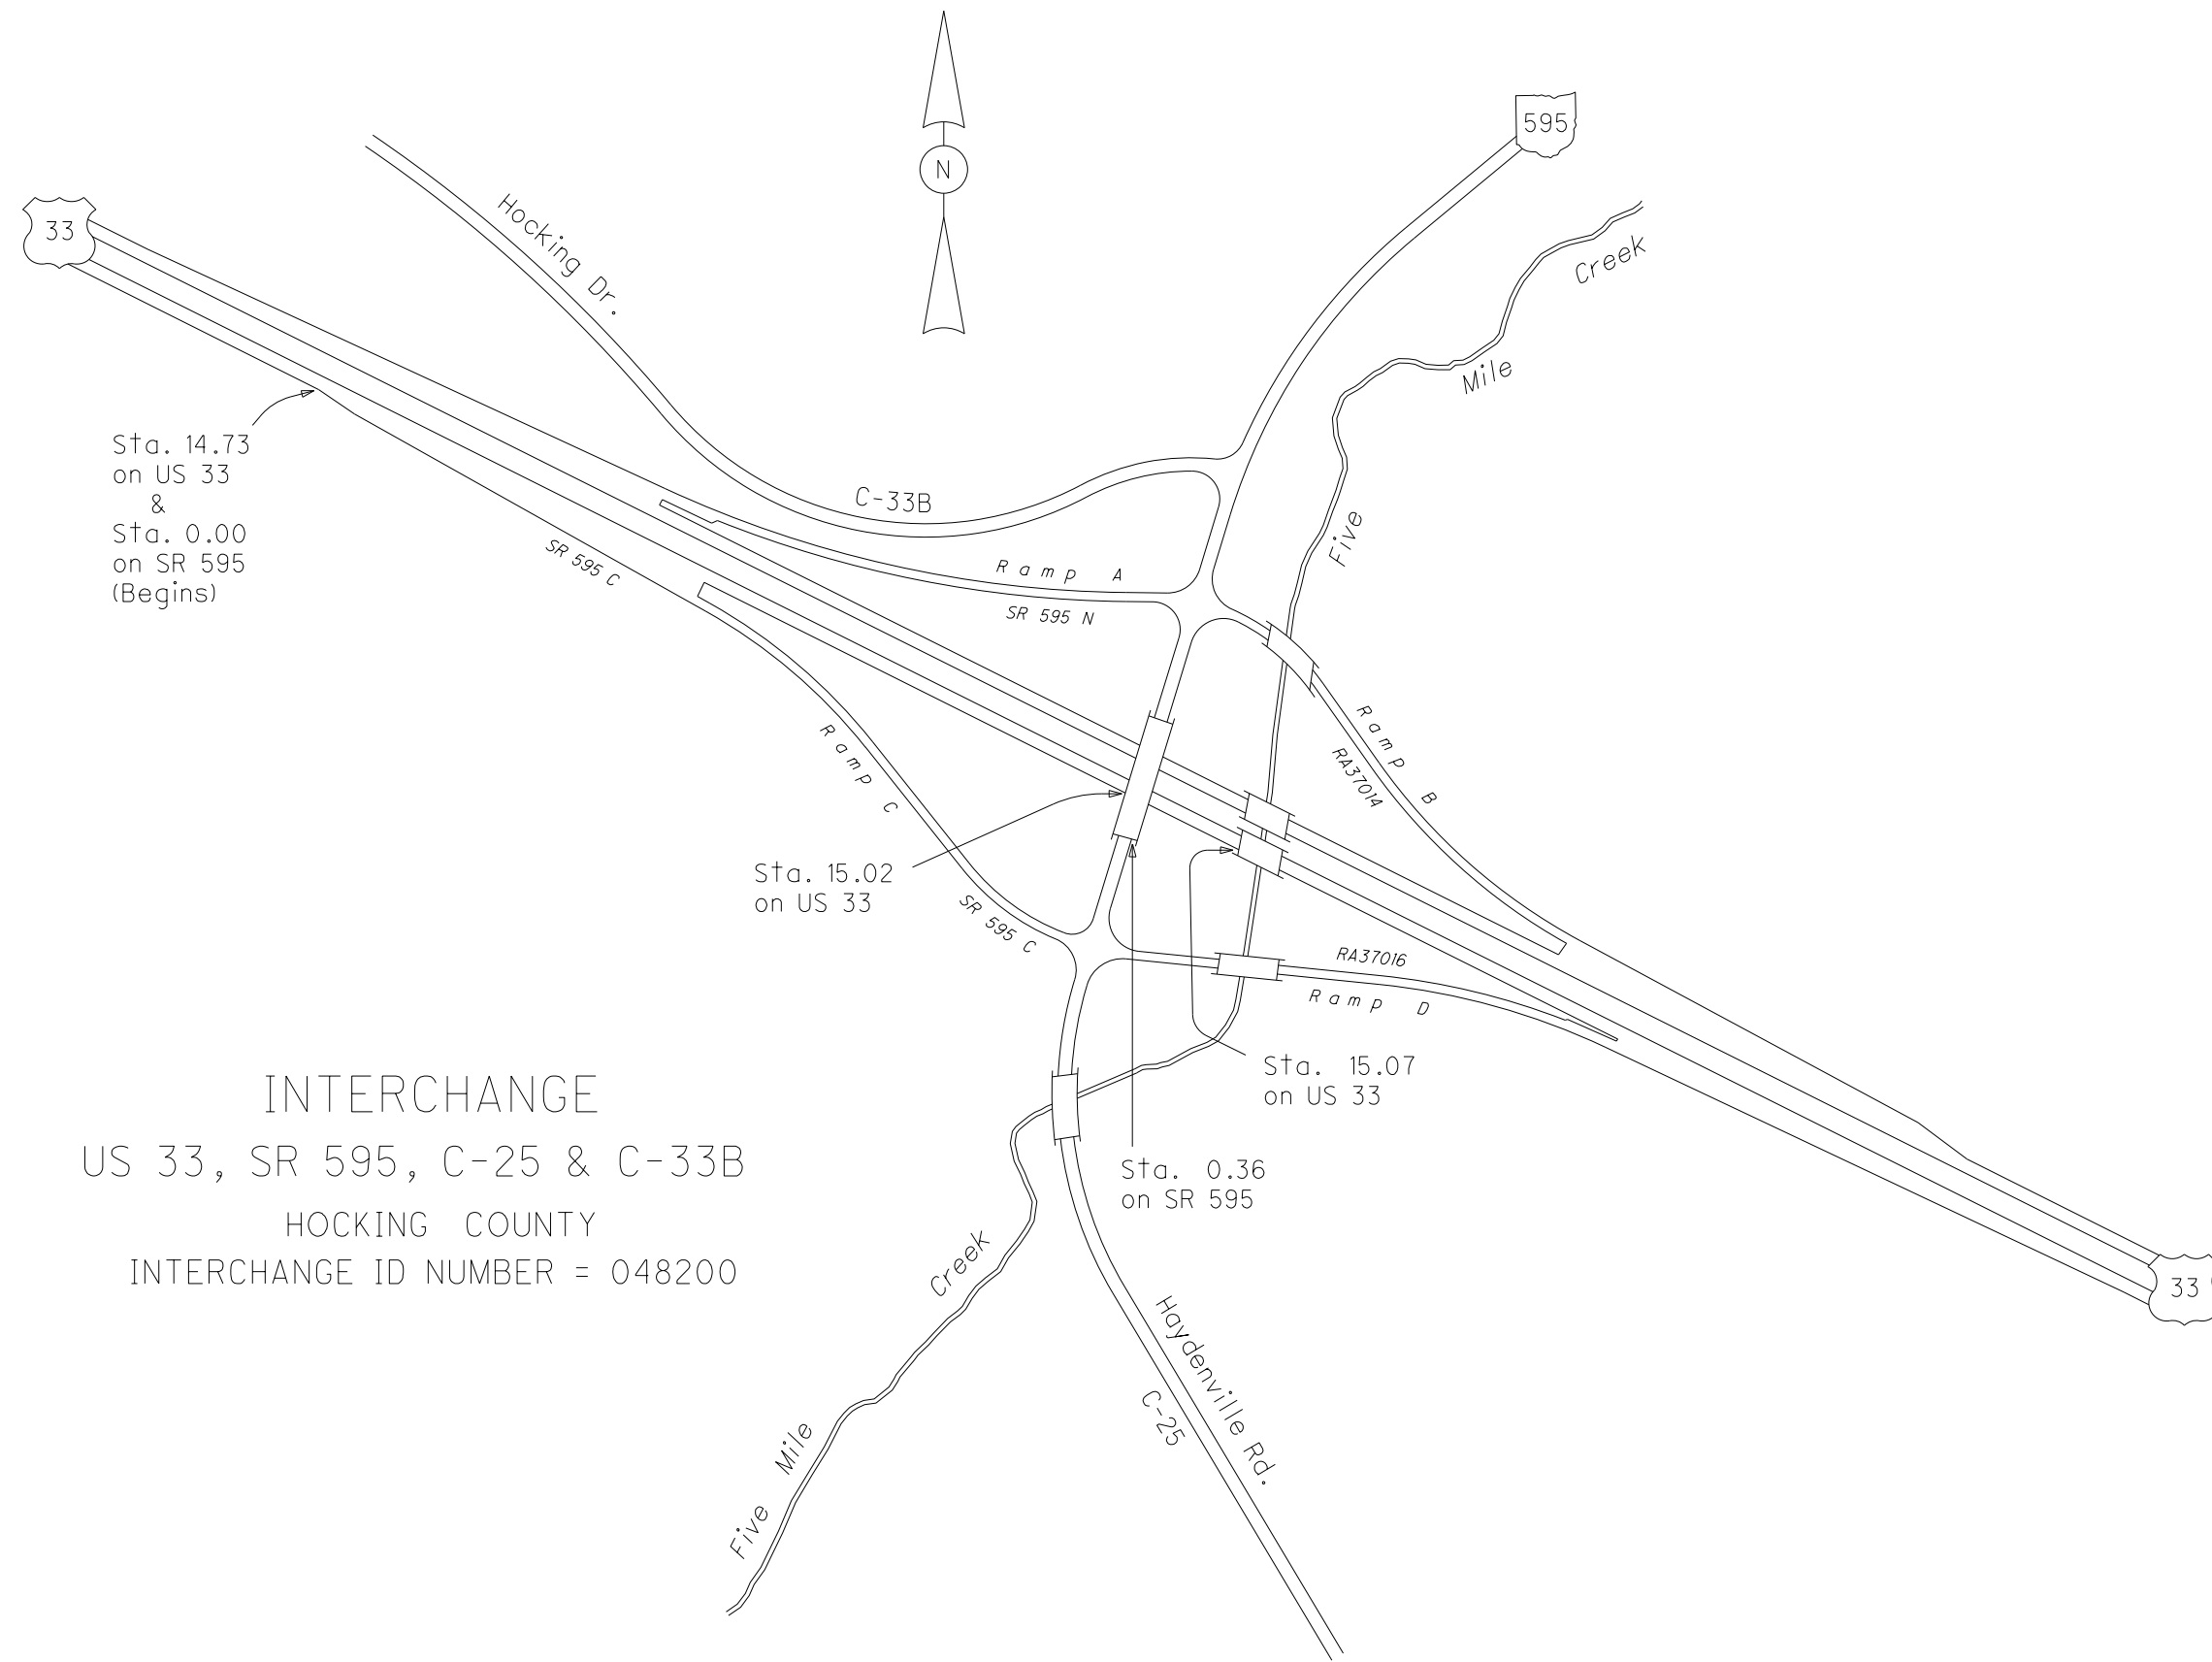 N
595
33
Hocking Dr.
Creek
Mile
Sta. 14.73
on US 33
&
Sta. 0.00
on SR 595
(Begins)
C-33B
Five
SR 595 C
Ramp A
SR 595 N
Ramp B
RA37014
Ramp C
Sta. 15.02
on US 33
SR 595 C
RA37016
Ramp D
Sta. 15.07
on US 33
INTERCHANGE
US 33, SR 595, C-25 & C-33B
HOCKING COUNTY
INTERCHANGE ID NUMBER = 048200
Sta. 0.36
on SR 595
33
Five Mile Creek
Haydenville Rd.
C-25